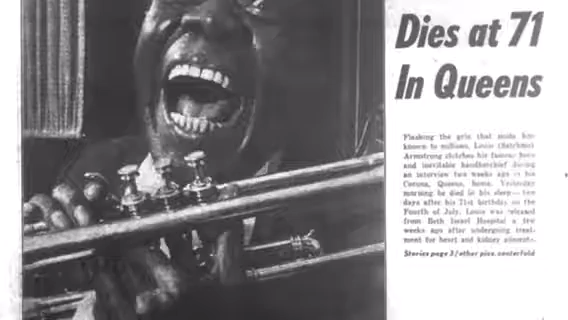 Dies at 71
In Queens
Flashing the grin that made him
known to millions, Louis (Satchmo)
Armstrong clutches his famous horn
and inevitable handkerchief during
an interview two weeks ago in his
Corona, Queens, home. Yesterday
morning he died in his sleep— two
days after his 71st birthday on the
Fourth of July. Louis was released
from Beth Israel Hospital a few
weeks ago after undergoing treat-
ment for heart and kidney ailments.
Stories page 3/other pics. centerfold